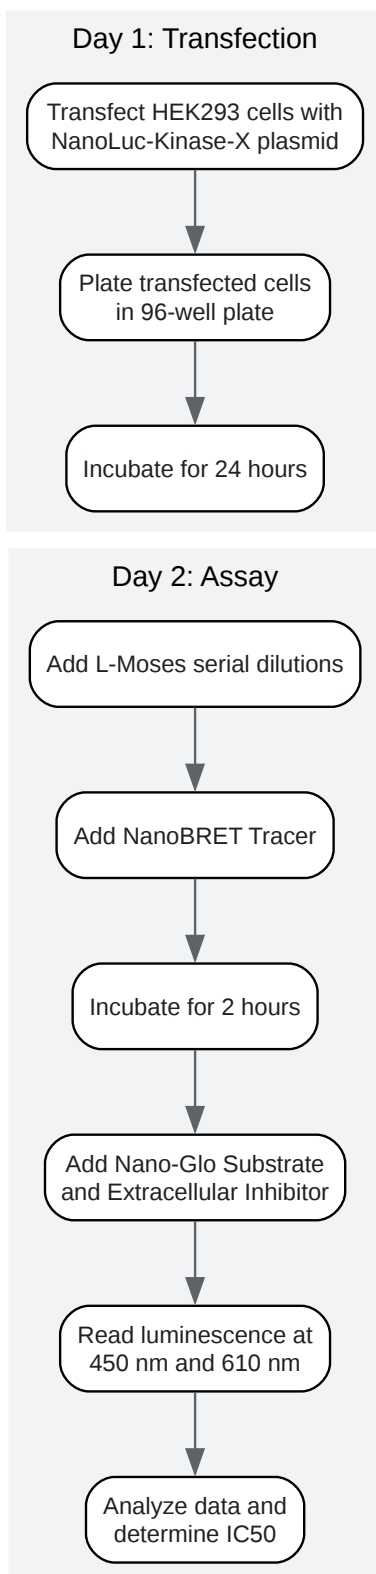 Day 1: Transfection
Transfect HEK293 cells with
NanoLuc-Kinase-X plasmid
Plate transfected cells
in 96-well plate
Incubate for 24 hours
Day 2: Assay
Add L-Moses serial dilutions
Add NanoBRET Tracer
Incubate for 2 hours
Add Nano-Glo Substrate
and Extracellular Inhibitor
Read luminescence at
450 nm and 610 nm
Analyze data and
determine IC50